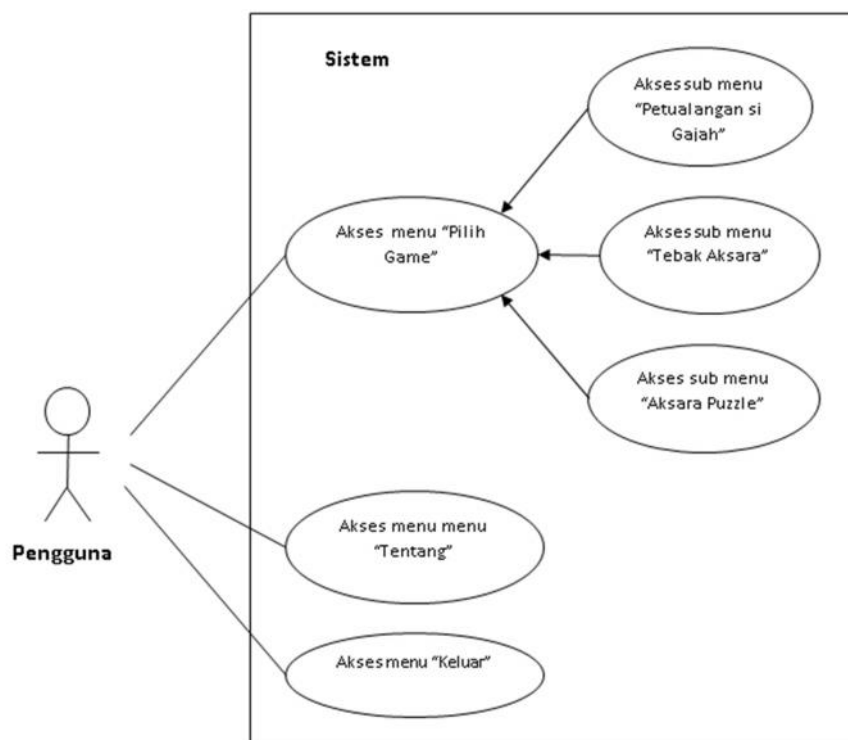 Sistem
Akses sub menu
“Petualangan si
Gajah”
Akses menu “Pilih
Game”
Akses sub menu
“Tebak Aksara”
Akses sub menu
“Aksara Puzzle”
Akses menu menu
“Tentang”
Pengguna
Akses menu “Keluar”